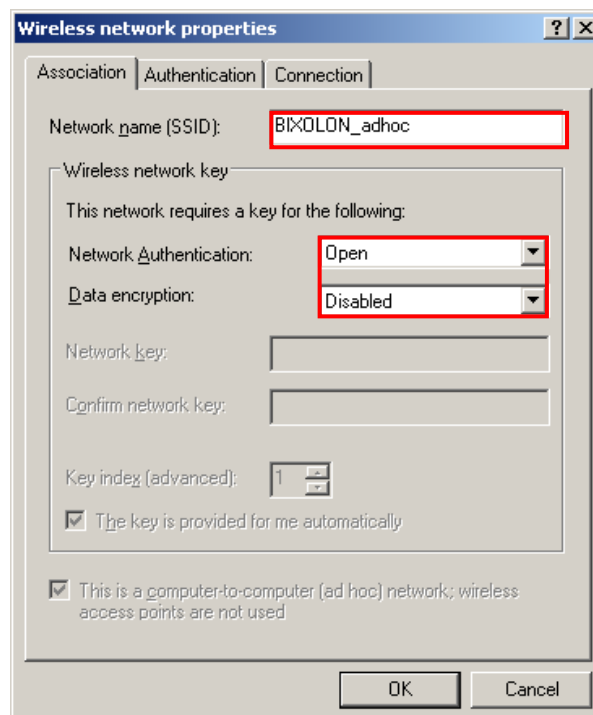 Wireless network properties
Association Authentication Connection
Network name (SSID): BIXOLON_adhoc
Wireless network key
This network requires a key for the following:
Network Authentication: Open
Data encryption: Disabled
Network key:
Confirm network key:
Key index (advanced): 1
The key is provided for me automatically
This is a computer-to-computer (ad hoc) network; wireless
access points are not used
OK Cancel